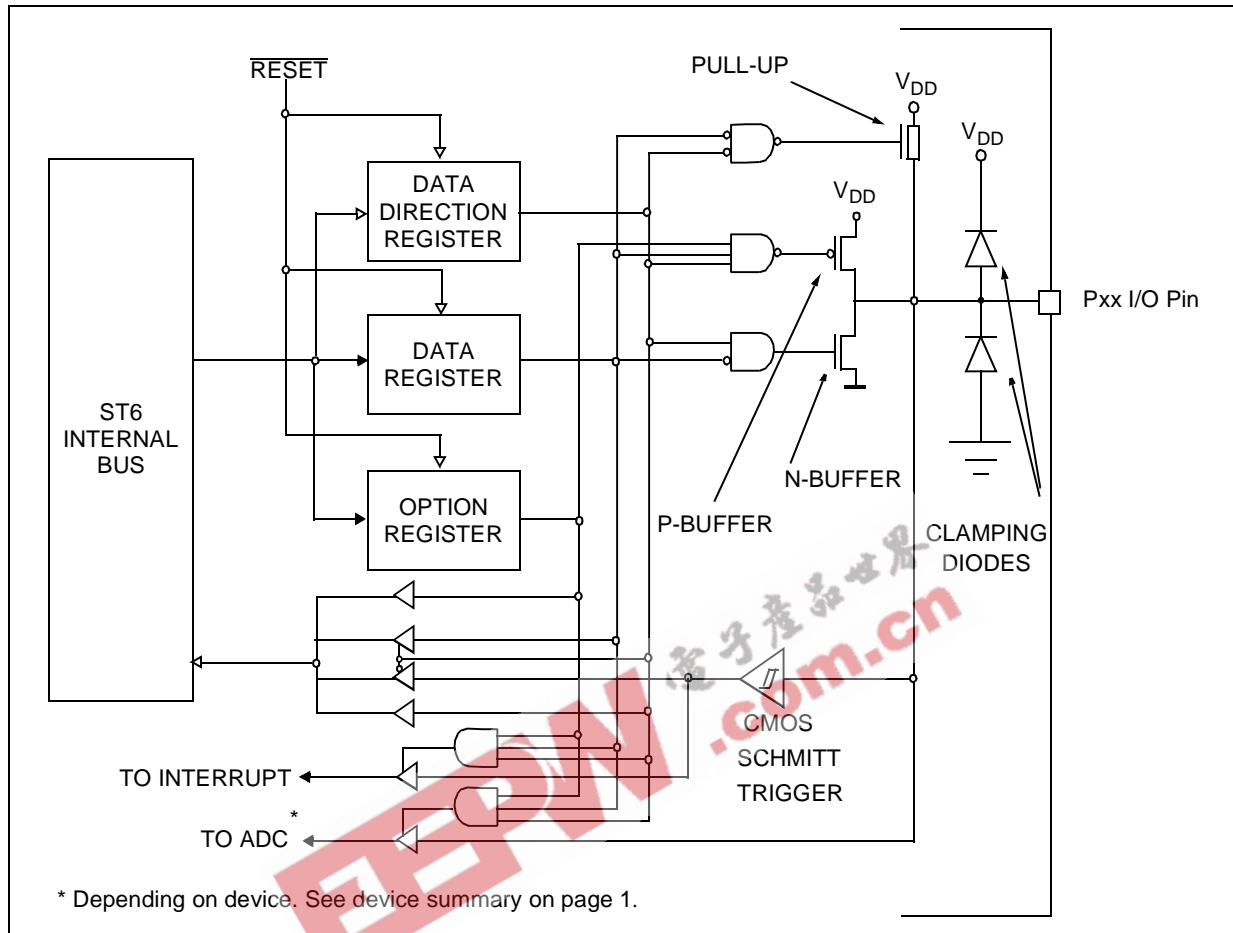 RESET
PULL-UP
VDD
VDD
DATA
DIRECTION
REGISTER
VDD
DATA
REGISTER
Pxx I/O Pin
ST6
INTERNAL
BUS
OPTION
REGISTER
N-BUFFER
P-BUFFER
CLAMPING
DIODES
電子產品世界
.com.cn
EEPW
CMOS
SCHMITT
TRIGGER
TO INTERRUPT
TO ADC *
* Depending on device. See device summary on page 1.